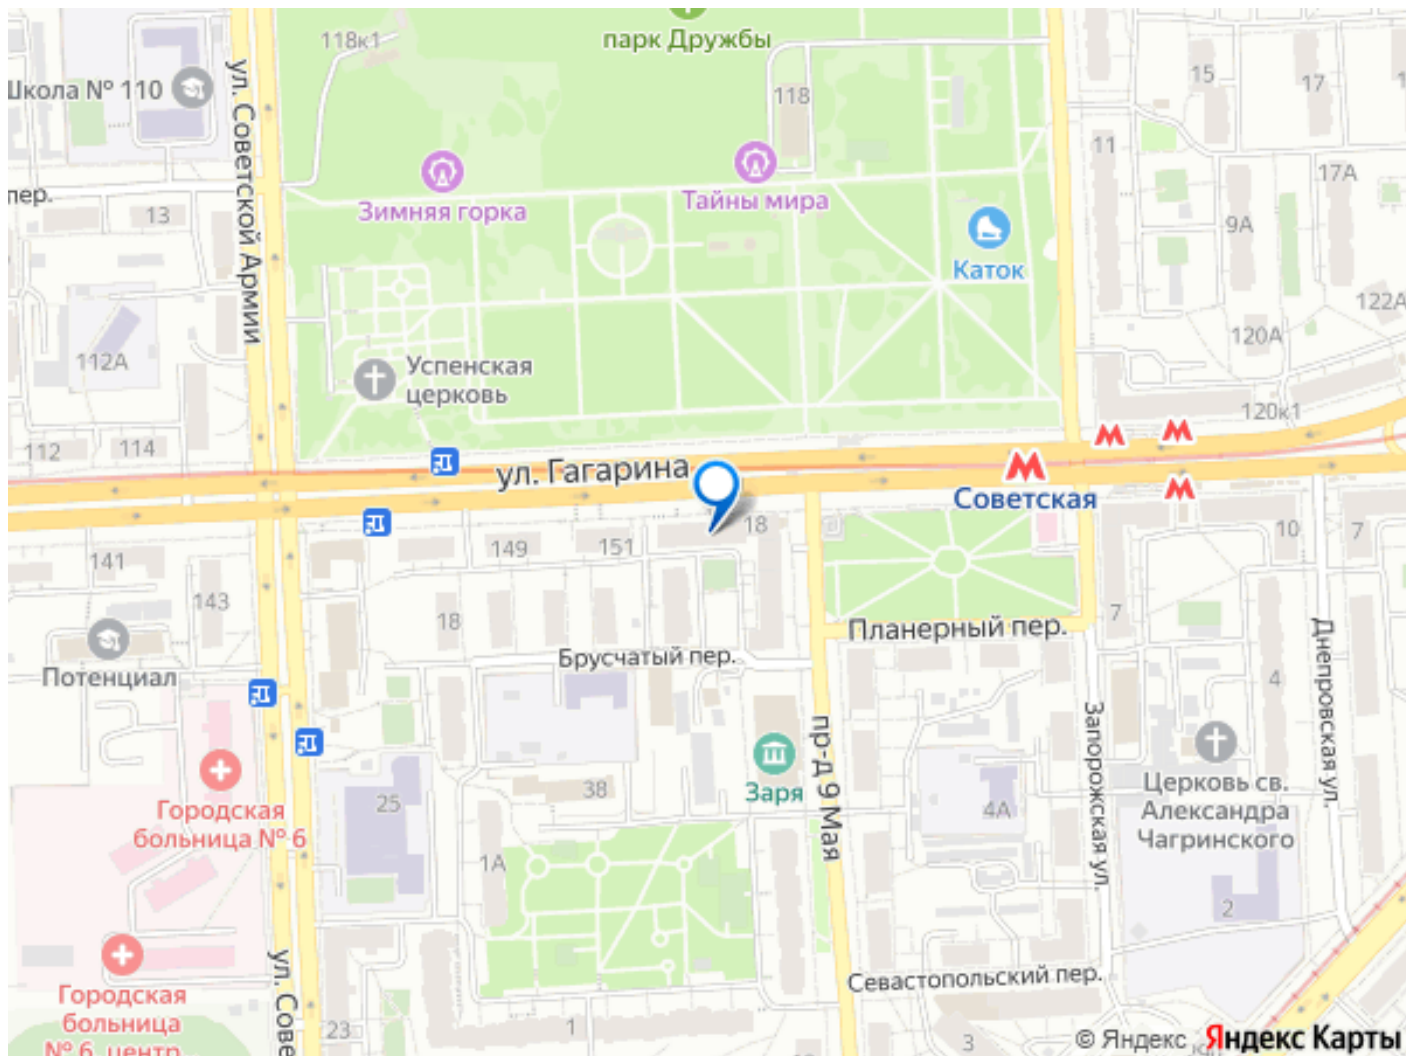 118к1
парк Дружбы
Школа № 110
ул. Советской Армии
118
15
17
11
17А
пер.
13
Зимняя горка
Тайны мира
9А
Каток
122А
120А
112А
Успенская
церковь
120к1
112
114
ул. Гагарина
Советская
18
10
7
149
151
141
143
18
7
Планерный пер.
Днепровская ул.
Брусчатый пер.
Потенциал
4
Запорожская ул.
пр-д 9 Мая
Заря
38
25
4А
Церковь св.
Александра
Чагринского
Городская
больница № 6
1А
2
ул. Сове
Севастопольский пер.
Городская
больница
№ 6, центр
23
1
3
© Яндекс Яндекс Карты